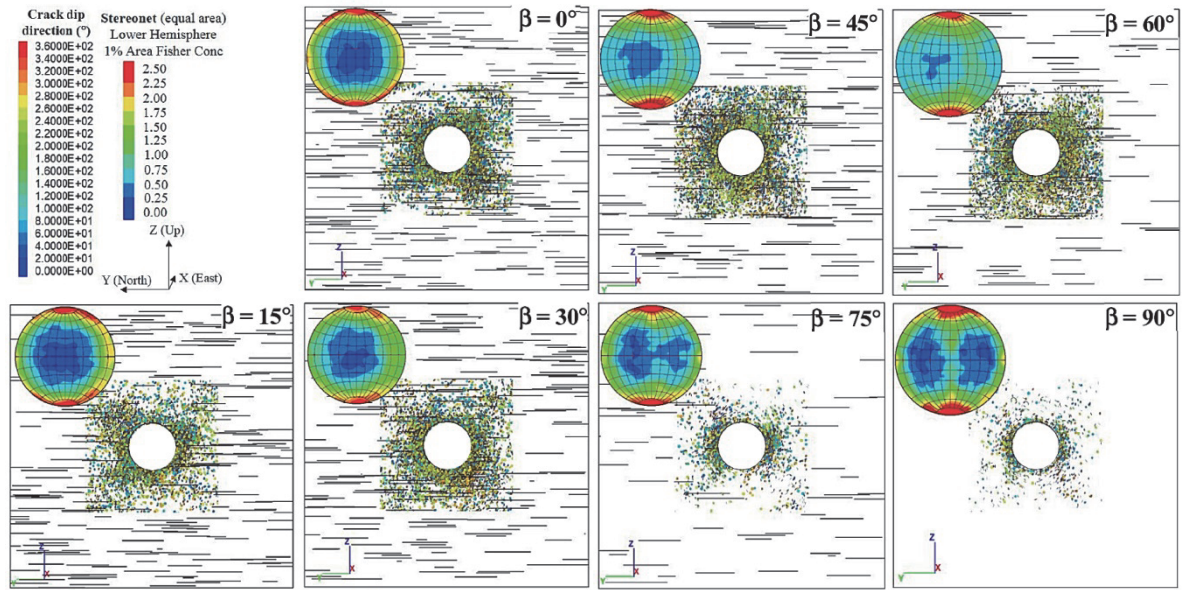 Crack dip
direction (°)
3.6000E+02
3.4000E+02
3.2000E+02
3.0000E+02
2.8000E+02
2.6000E+02
2.4000E+02
2.2000E+02
2.0000E+02
1.8000E+02
1.6000E+02
1.4000E+02
1.2000E+02
1.0000E+02
8.0000E+01
6.0000E+01
4.0000E+01
2.0000E+01
0.0000E+00
Stereonet (equal area)
Lower Hemisphere
1% Area Fisher Conc
2.50
2.25
2.00
1.75
1.50
1.25
1.00
0.75
0.50
0.25
0.00
Z (Up)
Y (North)
X (East)
β = 0°
Z
X
Y
β = 45°
Z
X
Y
β = 60°
Z
X
Y
β = 15°
Z
X
Y
β = 30°
Z
X
Y
β = 75°
Z
X
Y
β = 90°
Z
X
Y